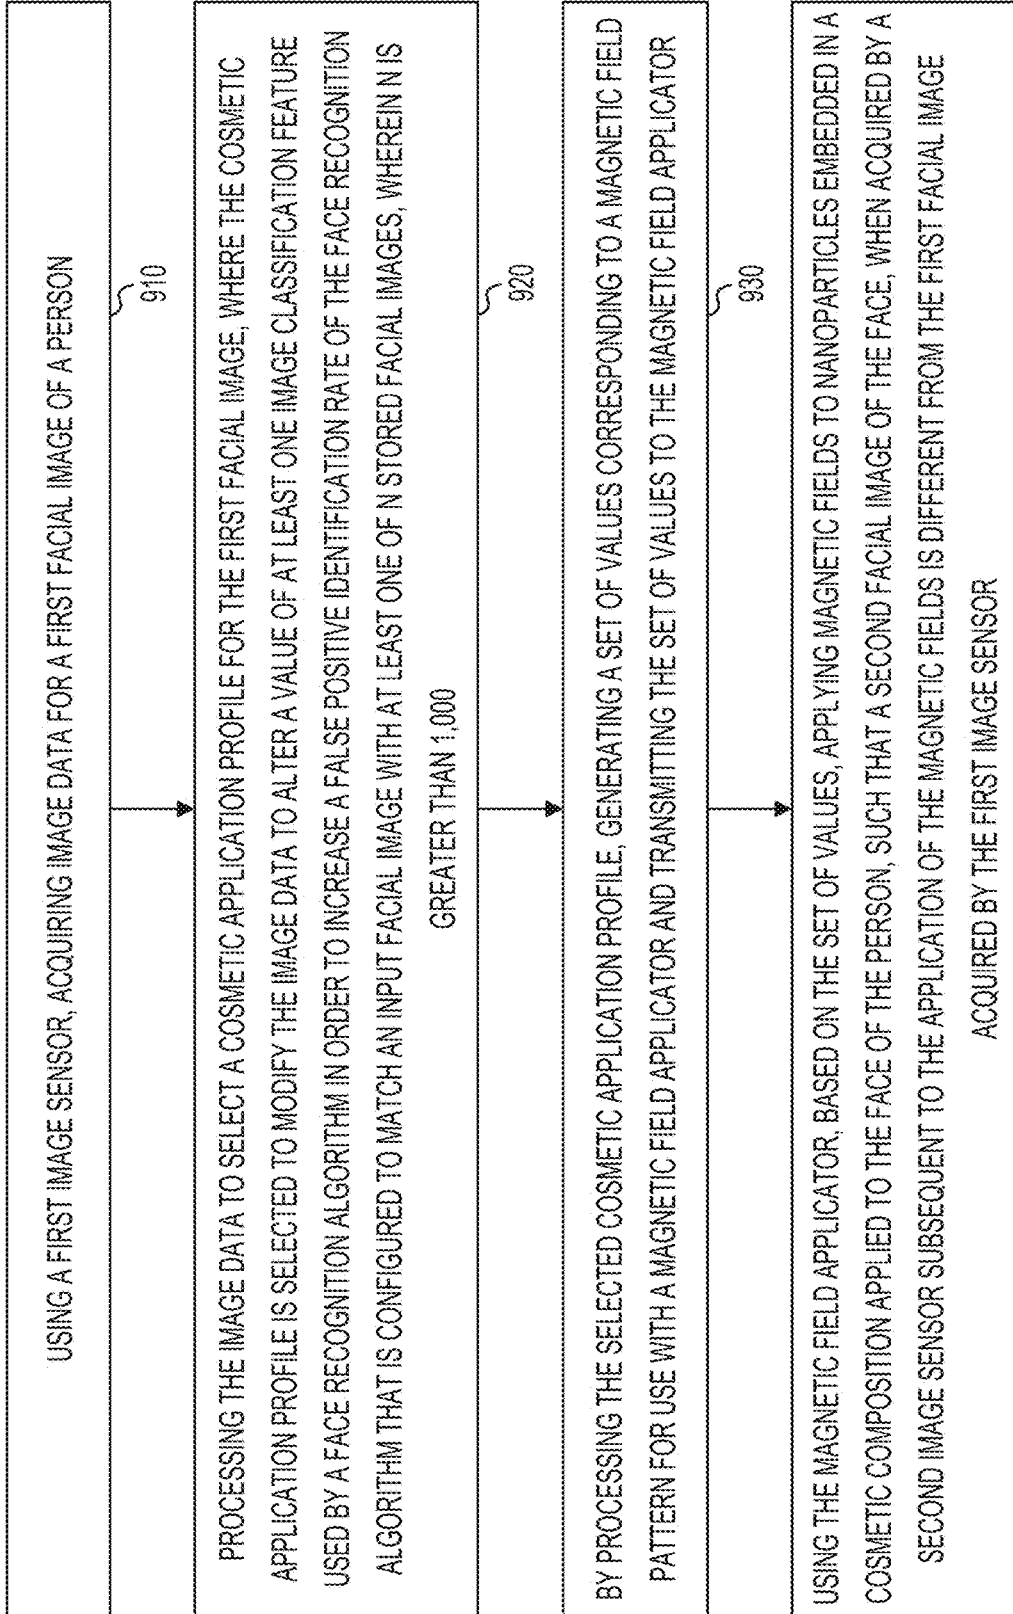 USING A FIRST IMAGE SENSOR, ACQUIRING IMAGE DATA FOR A FIRST FACIAL IMAGE OF A PERSON
910
PROCESSING THE IMAGE DATA TO SELECT A COSMETIC APPLICATION PROFILE FOR THE FIRST FACIAL IMAGE, WHERE THE COSMETIC
APPLICATION PROFILE IS SELECTED TO MODIFY THE IMAGE DATA TO ALTER A VALUE OF AT LEAST ONE IMAGE CLASSIFICATION FEATURE
USED BY A FACE RECOGNITION ALGORITHM IN ORDER TO INCREASE A FALSE POSITIVE IDENTIFICATION RATE OF THE FACE RECOGNITION
ALGORITHM THAT IS CONFIGURED TO MATCH AN INPUT FACIAL IMAGE WITH AT LEAST ONE OF N STORED FACIAL IMAGES, WHEREIN N IS
GREATER THAN 1,000
920
BY PROCESSING THE SELECTED COSMETIC APPLICATION PROFILE, GENERATING A SET OF VALUES CORRESPONDING TO A MAGNETIC FIELD
PATTERN FOR USE WITH A MAGNETIC FIELD APPLICATOR AND TRANSMITTING THE SET OF VALUES TO THE MAGNETIC FIELD APPLICATOR
930
USING THE MAGNETIC FIELD APPLICATOR, BASED ON THE SET OF VALUES, APPLYING MAGNETIC FIELDS TO NANOPARTICLES EMBEDDED IN A
COSMETIC COMPOSITION APPLIED TO THE FACE OF THE PERSON, SUCH THAT A SECOND FACIAL IMAGE OF THE FACE, WHEN ACQUIRED BY A
SECOND IMAGE SENSOR SUBSEQUENT TO THE APPLICATION OF THE MAGNETIC FIELDS IS DIFFERENT FROM THE FIRST FACIAL IMAGE
ACQUIRED BY THE FIRST IMAGE SENSOR